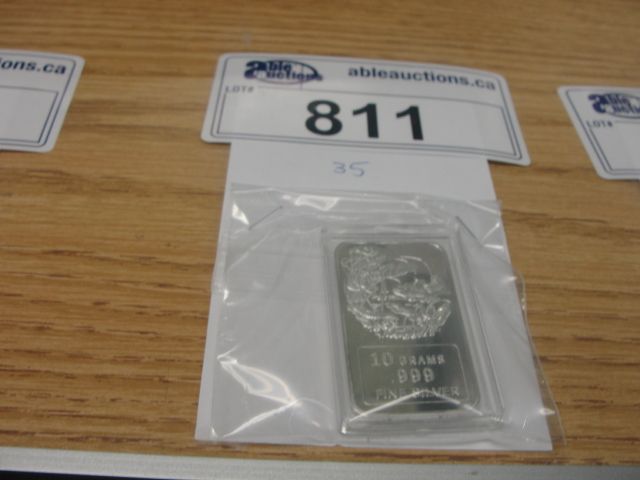 ons.ca
able auctions
ableauctions.ca
LOT#
811
35
LOT#
10 GRAMS
.999
FINE SILVER